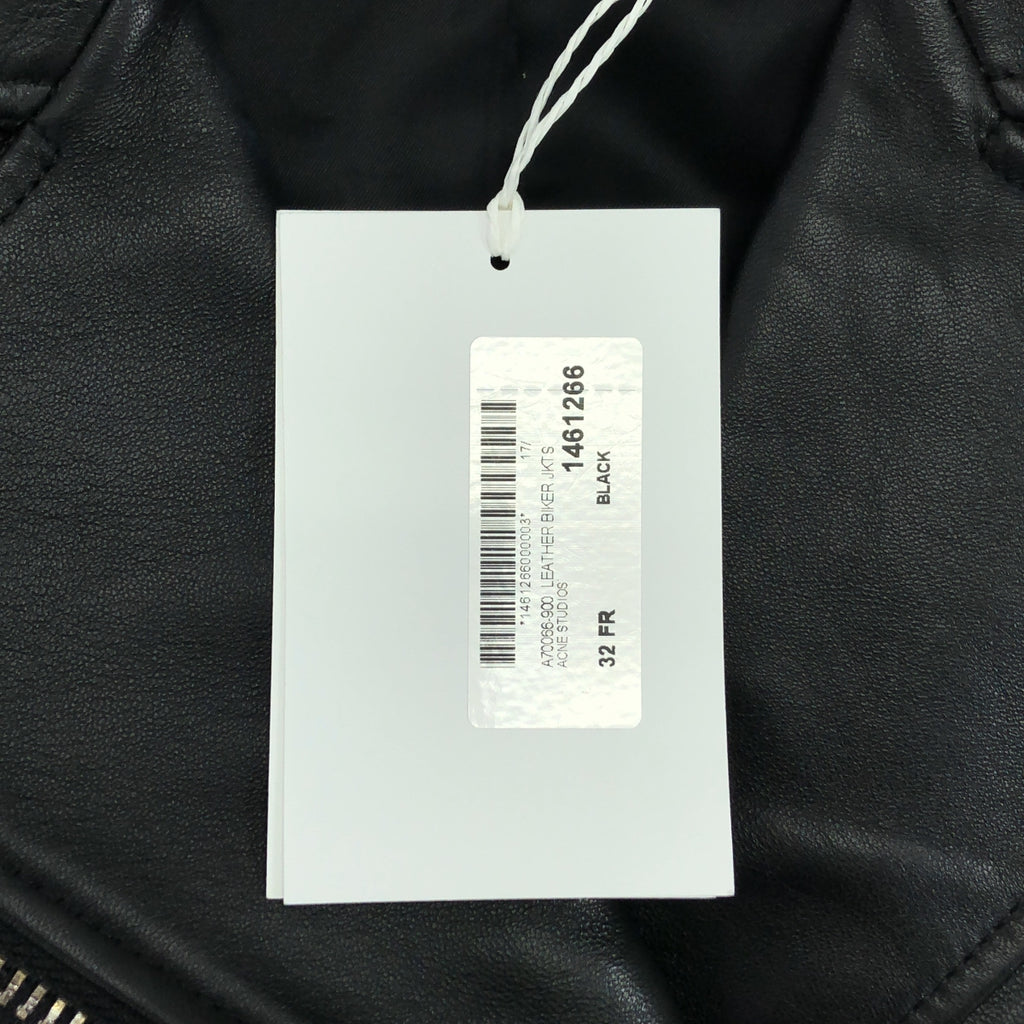 *1461266000003* 17/
A70066-900 LEATHER BIKER JKTS
ACNE STUDIOS
1461266
32 FR BLACK